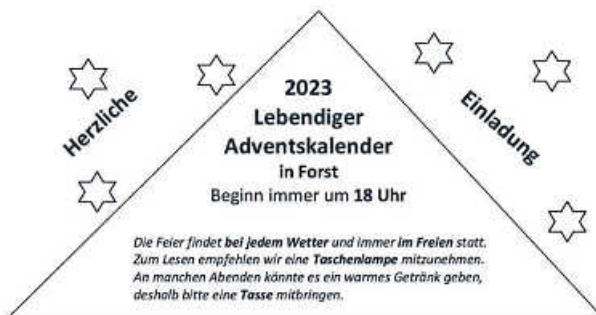 Herzliche
Einladung
2023
Lebendiger
Adventskalender
in Forst
Beginn immer um 18 Uhr
Die Feier findet bei jedem Wetter und immer im Freien statt.
Zum Lesen empfehlen wir eine Taschenlampe mitzunehmen.
An manchen Abenden könnte es ein warmes Getränk geben,
deshalb bitte eine Tasse mitbringen.